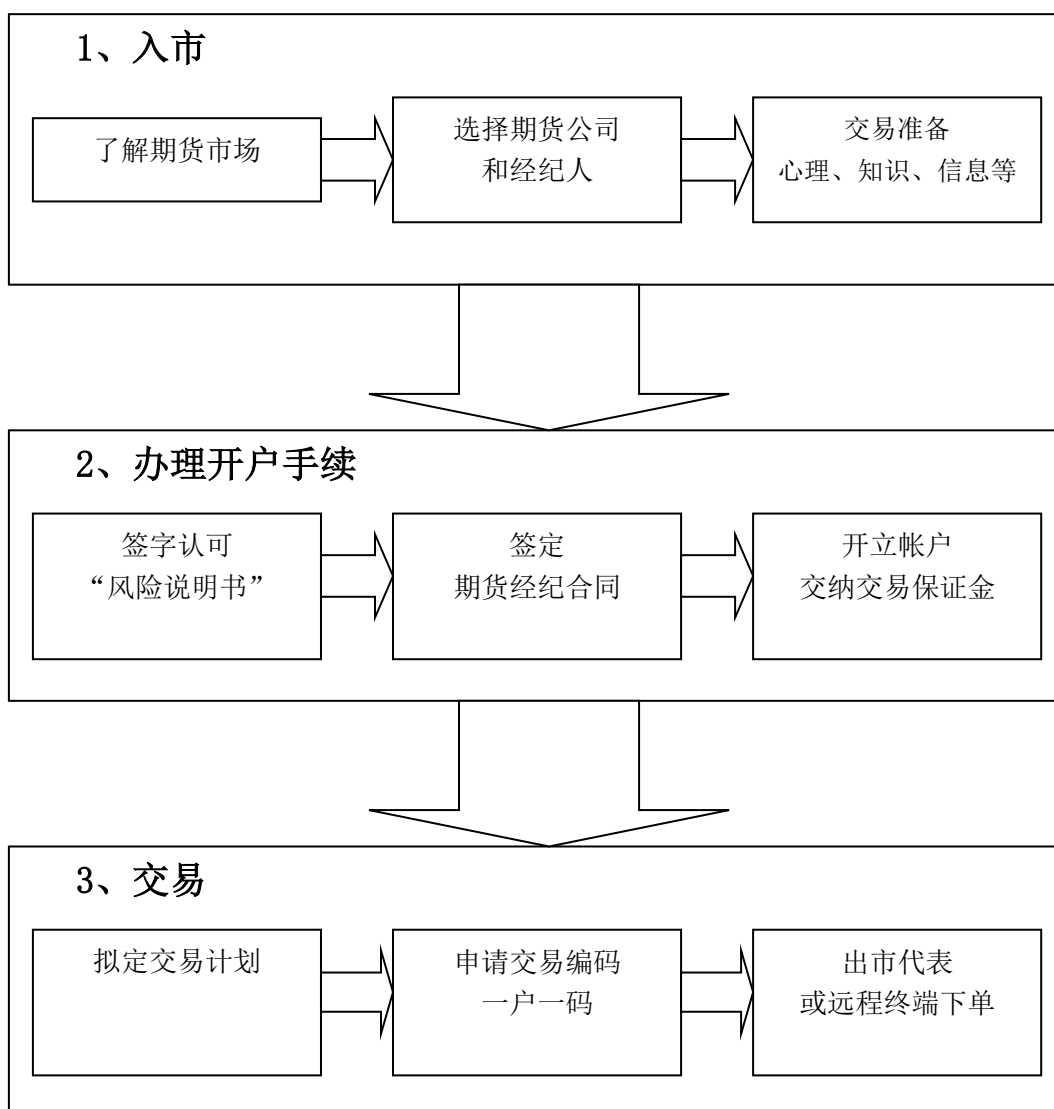 1、入市
了解期货市场
选择期货公司
和经纪人
交易准备
心理、知识、信息等
2、办理开户手续
签字认可
“风险说明书”
签定
期货经纪合同
开立帐户
交纳交易保证金
3、交易
拟定交易计划
申请交易编码
一户一码
出市代表
或远程终端下单